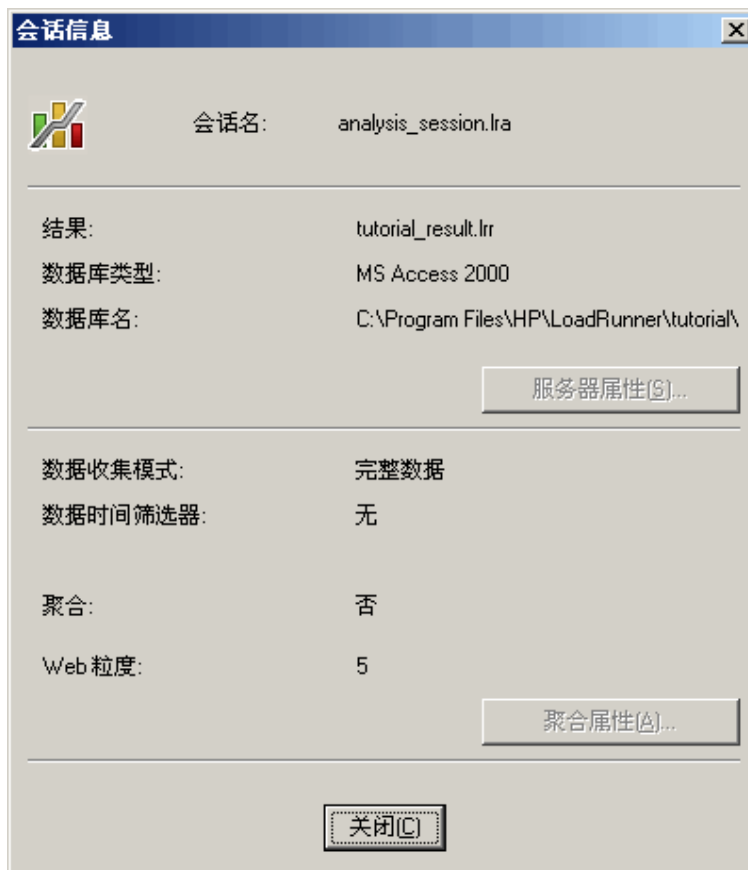 会话信息
会话名: analysis_session.lra
结果: tutorial_result.lrr
数据库类型: MS Access 2000
数据库名: C:\Program Files\HP\LoadRunner\tutorial\
服务器属性(S)...
数据收集模式: 完整数据
数据时间筛选器: 无
聚合: 否
Web 粒度: 5
聚合属性(A)...
关闭(C)